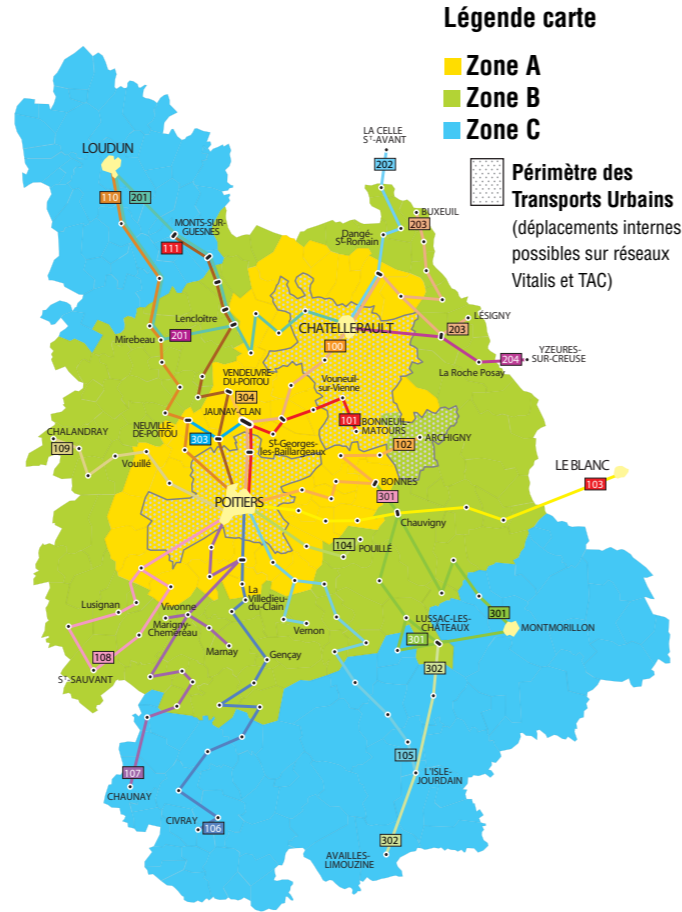 Légende carte
Zone A
Zone B
Zone C
Périmètre des
Transports Urbains
(déplacements internes
possibles sur réseaux
Vitalis et TAC)
LA CELLE
Sᵗ-AVANT
202
LOUDUN
110
201
BUXEUIL
203
MONTS-SUR-
GUESNES
111
Dangé-
Sᵗ-Romain
Lencloître
CHATELLERAULT
LÉSIGNY
203
Mirebeau
201
100
YZEURES-
SUR-CREUSE
204
La Roche Posay
VENDEUVRE-
DU-POITOU
304
Vouneuil-
sur-Vienne
JAUNAY-CLAN
NEUVILLE-
DE-POITOU
303
101
BONNEUIL-
MATOURS
102
ARCHIGNY
CHALANDRAY
109
Sᵗ-Georges-
les-Baillargeaux
Vouillé
LE BLANC
103
BONNES
301
POITIERS
Chauvigny
104
POUILLÉ
La
Villedieu-
du-Clain
Lusignan
Vivonne
Marigny-
Chemereau
Vernon
301
LUSSAC-LES-
CHÂTEAUX
MONTMORILLON
301
Marnay
Gençay
108
Sᵗ-SAUVANT
302
105
L'ISLE-
JOURDAIN
107
CHAUNAY
CIVRAY
106
302
AVAILLES-
LIMOUZINE